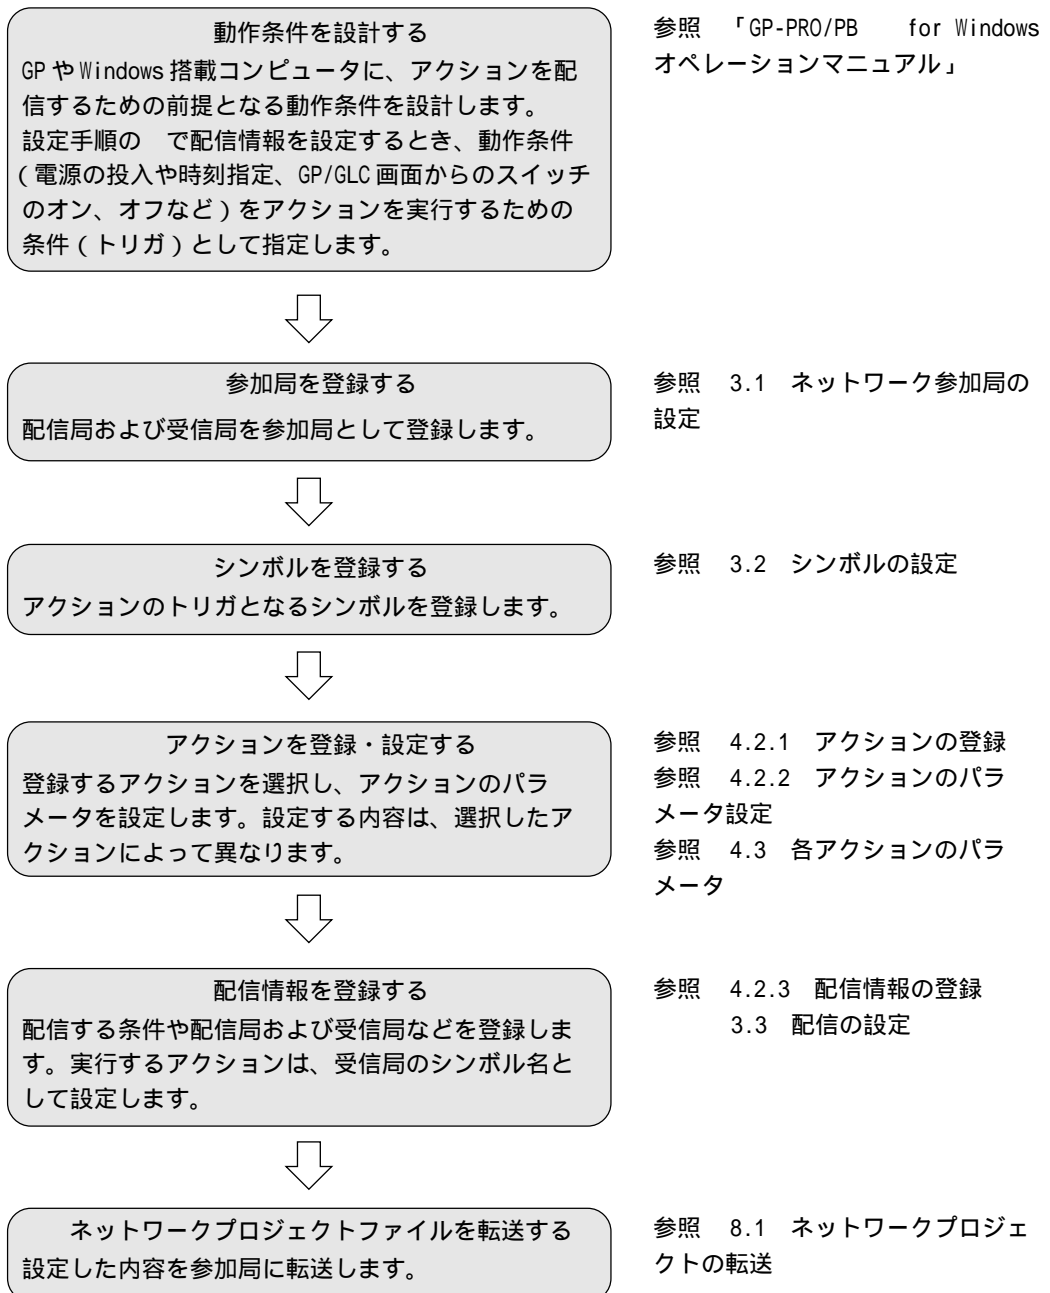 動作条件を設計する
GPやWindows搭載コンピュータに、アクションを配
信するための前提となる動作条件を設計します。
設定手順の　で配信情報を設定するとき、動作条件
(電源の投入や時刻指定、GP/GLC画面からのスイッチ
のオン、オフなど)をアクションを実行するための
条件(トリガ)として指定します。
参照　「GP-PRO/PB　　for Windows
オペレーションマニュアル」
参加局を登録する
配信局および受信局を参加局として登録します。
参照　3.1　ネットワーク参加局の
設定
シンボルを登録する
アクションのトリガとなるシンボルを登録します。
参照　3.2　シンボルの設定
アクションを登録・設定する
登録するアクションを選択し、アクションのパラ
メータを設定します。設定する内容は、選択したア
クションによって異なります。
参照　4.2.1　アクションの登録
参照　4.2.2　アクションのパラ
メータ設定
参照　4.3　各アクションのパラ
メータ
配信情報を登録する
配信する条件や配信局および受信局などを登録しま
す。実行するアクションは、受信局のシンボル名と
して設定します。
参照　4.2.3　配信情報の登録
3.3　配信の設定
ネットワークプロジェクトファイルを転送する
設定した内容を参加局に転送します。
参照　8.1　ネットワークプロジェ
クトの転送